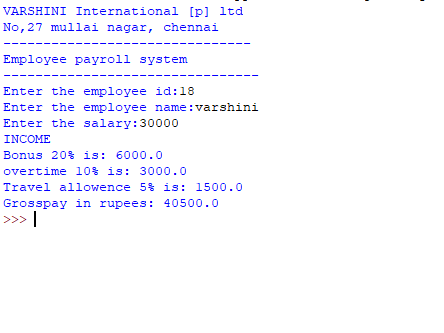 VARSHINI International [p] ltd
No,27 mullai nagar, chennai
-------------------------------
Employee payroll system
--------------------------------
Enter the employee id:18
Enter the employee name:varshini
Enter the salary:30000
INCOME
Bonus 20% is: 6000.0
overtime 10% is: 3000.0
Travel allowence 5% is: 1500.0
Grosspay in rupees: 40500.0
>>>